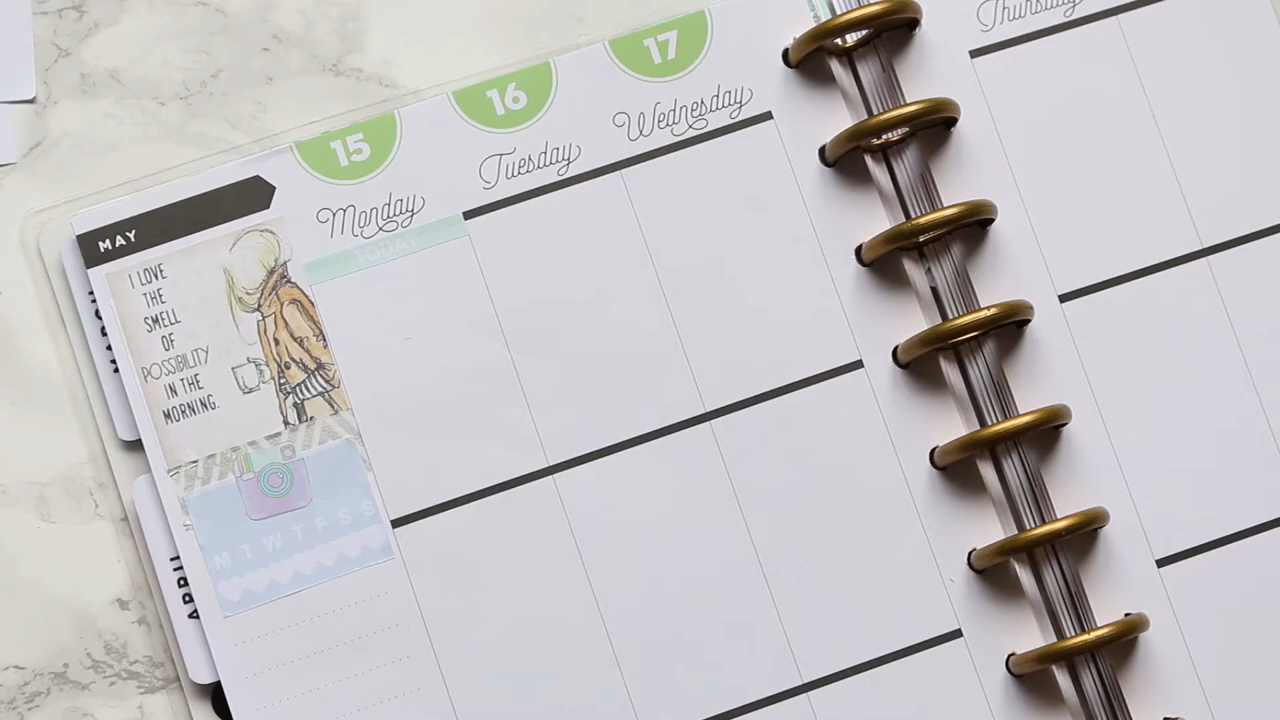 15
16
17
Monday
Tuesday
Wednesday
Thursday
MAY
TODAY
I LOVE
THE
SMELL
OF
POSSIBILITY
IN THE
MORNING.
M T W T F S S
MARCH
APRIL